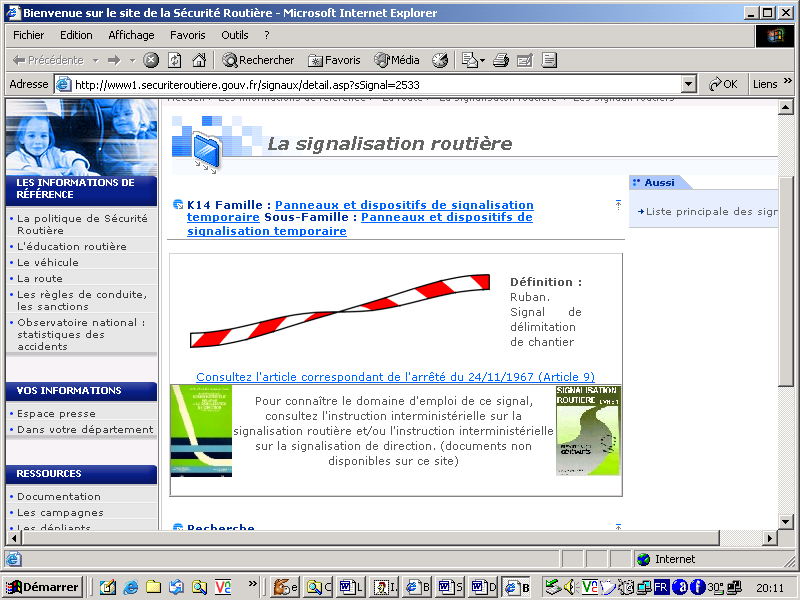 Bienvenue sur le site de la Sécurité Routière - Microsoft Internet Explorer
Fichier Edition Affichage Favoris Outils ?
Précédente Rechercher Favoris Média
Adresse http://www1.securiteroutiere.gouv.fr/signaux/detail.asp?sSignal=2533 OK Liens »
Accueil > Les informations de référence > La route > La signalisation routière > Les signaux routiers
La signalisation routière
LES INFORMATIONS DE
RÉFÉRENCE
• La politique de Sécurité
Routière
• L'éducation routière
• Le véhicule
• La route
• Les règles de conduite,
les sanctions
• Observatoire national :
statistiques des
accidents
VOS INFORMATIONS
• Espace presse
• Dans votre département
RESSOURCES
• Documentation
• Les campagnes
• Les dépliants
K14 Famille : Panneaux et dispositifs de signalisation
temporaire Sous-Famille : Panneaux et dispositifs de
signalisation temporaire
Définition :
Ruban.
Signal de
délimitation
de chantier
Consultez l'article correspondant de l'arrêté du 24/11/1967 (Article 9)
Pour connaître le domaine d'emploi de ce signal,
consultez l'instruction interministérielle sur la
signalisation routière et/ou l'instruction interministérielle
sur la signalisation de direction. (documents non
disponibles sur ce site)
SIGNALISATION
ROUTIERE
Recherche
Aussi
Liste principale des sign
Internet
Démarrer » e C L I. B S D B FR 30° 20:11